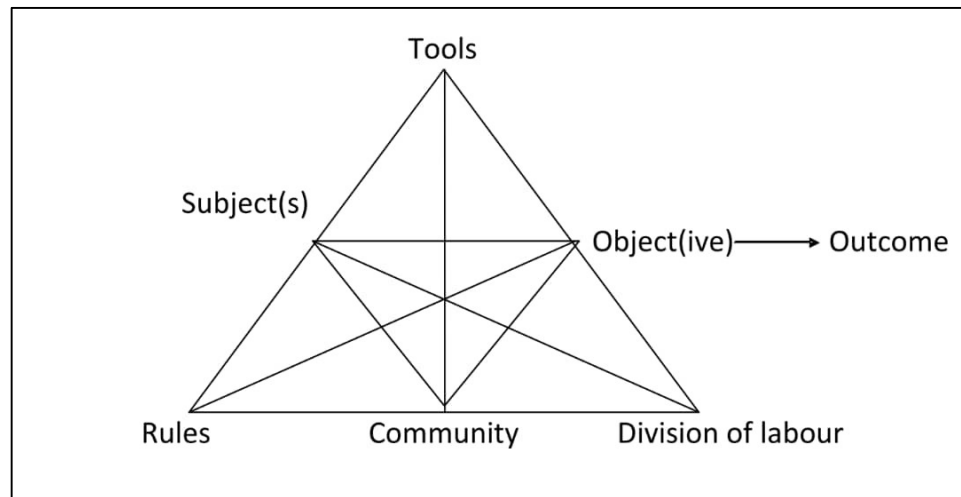 Tools
Subject(s)
Object(ive) Outcome
Rules Community Division of labour